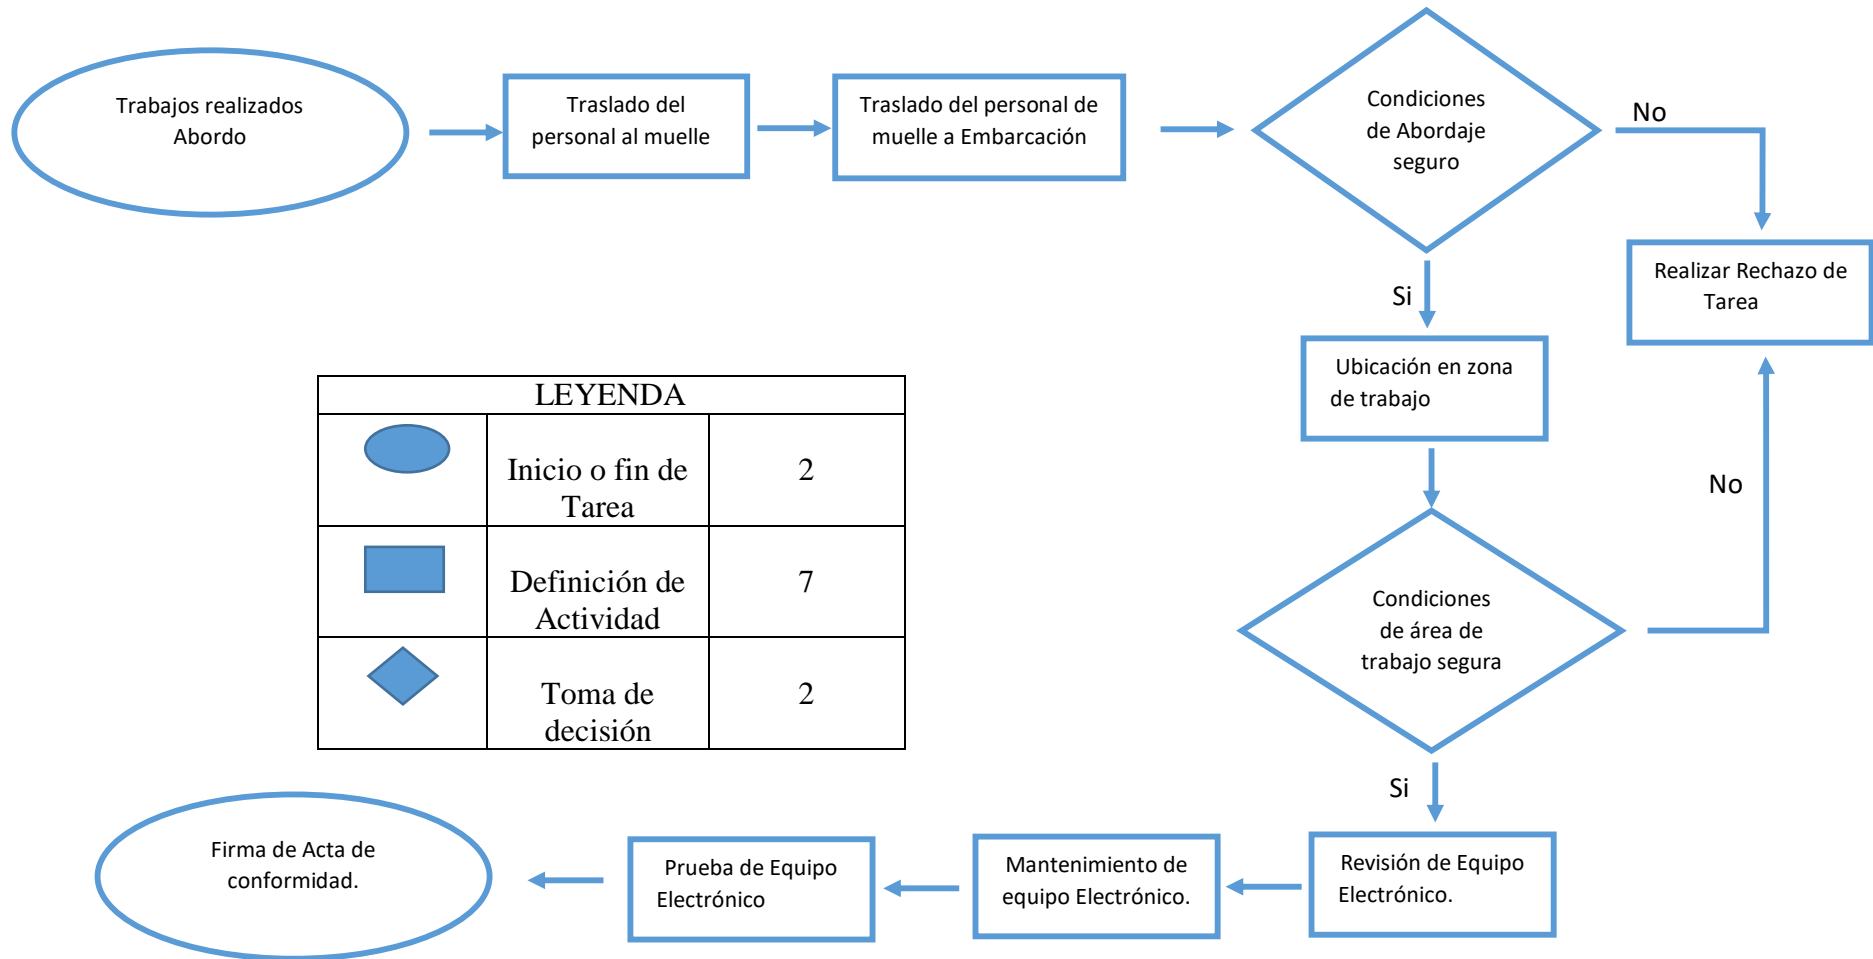 Trabajos realizados
Abordo
Traslado del
personal al muelle
Traslado del personal de
muelle a Embarcación
Condiciones
de Abordaje
seguro
No
Realizar Rechazo de
Tarea
Si
Ubicación en zona
de trabajo
No
Condiciones
de área de
trabajo segura
Si
Revisión de Equipo
Electrónico.
Mantenimiento de
equipo Electrónico.
Prueba de Equipo
Electrónico
Firma de Acta de
conformidad.
LEYENDA
Inicio o fin de
Tarea
2
Definición de
Actividad
7
Toma de
decisión
2